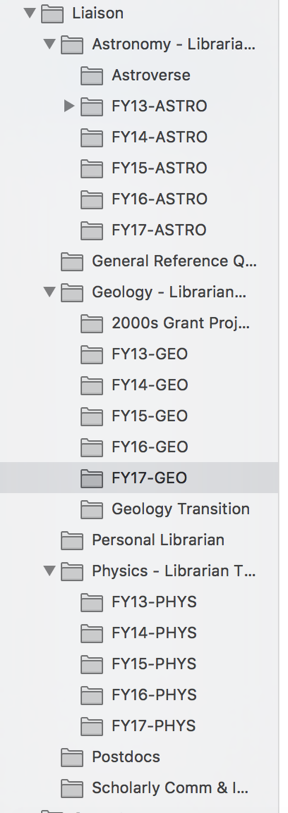 Liaison
Astronomy - Libraria...
Astroverse
FY13-ASTRO
FY14-ASTRO
FY15-ASTRO
FY16-ASTRO
FY17-ASTRO
General Reference Q...
Geology - Librarian...
2000s Grant Proj...
FY13-GEO
FY14-GEO
FY15-GEO
FY16-GEO
FY17-GEO
Geology Transition
Personal Librarian
Physics - Librarian T...
FY13-PHYS
FY14-PHYS
FY15-PHYS
FY16-PHYS
FY17-PHYS
Postdocs
Scholarly Comm & I...